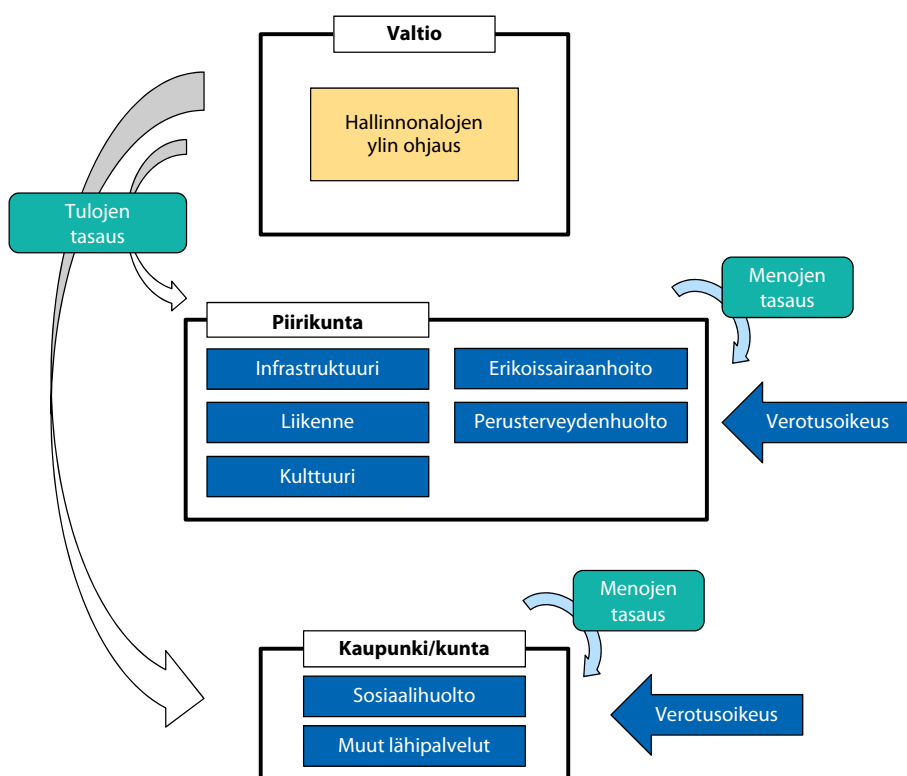 Valtio
Hallinnonalojen
ylin ohjaus
Tulojen
tasaus
Menojen
tasaus
Piirikunta
Infrastruktuuri
Erikoissairaanhoito
Liikenne
Perusterveydenhuolto
Verotusoikeus
Kulttuuri
Menojen
tasaus
Kaupunki/kunta
Sosiaalihuolto
Verotusoikeus
Muut lähipalvelut